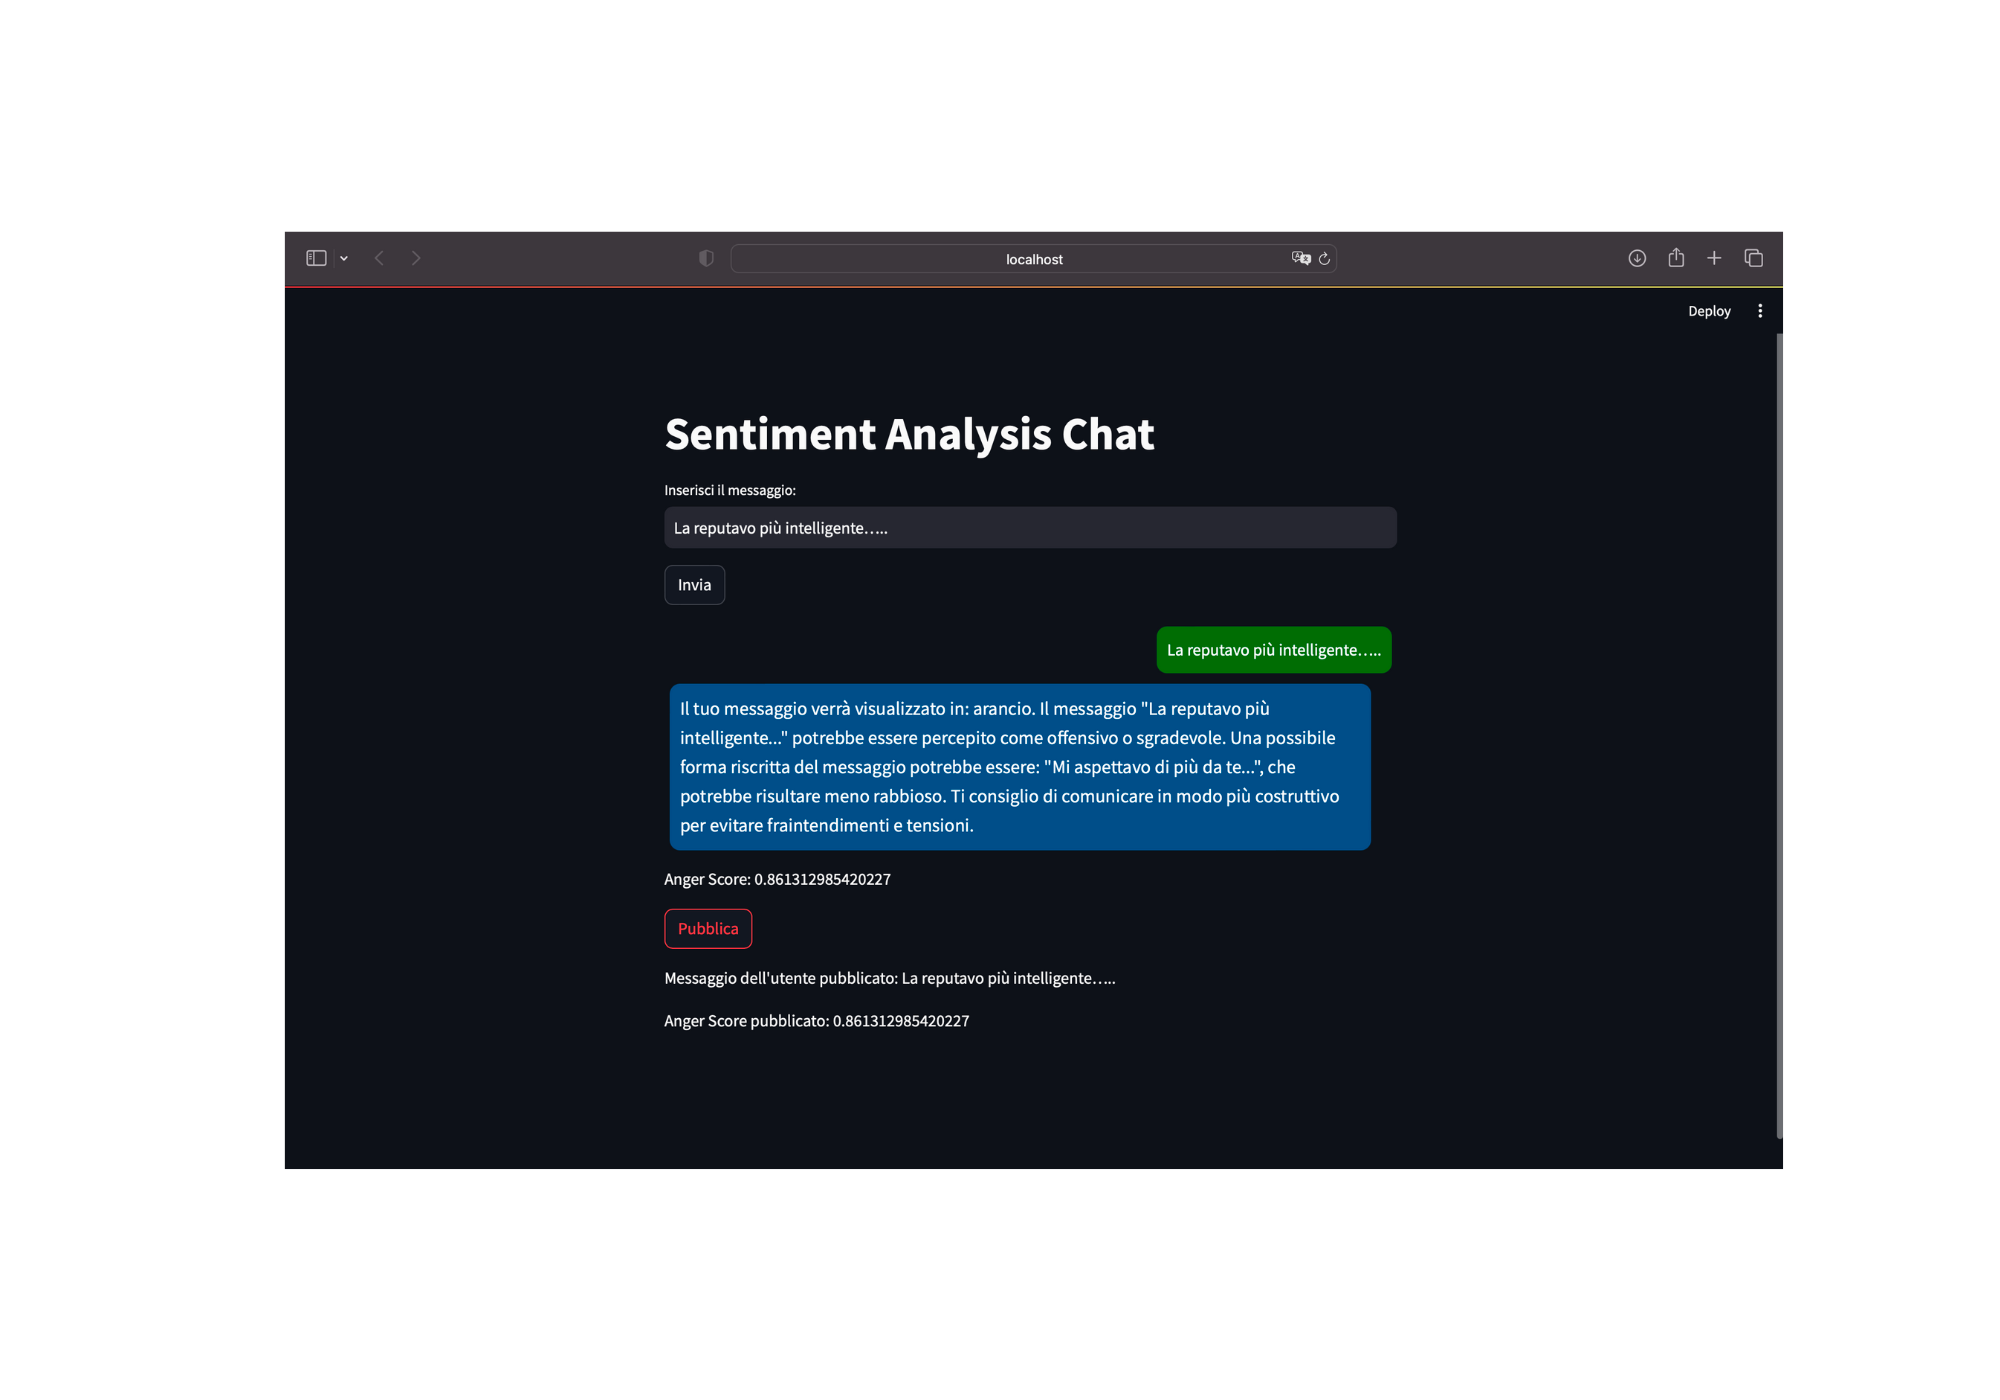 localhost
Deploy
Sentiment Analysis Chat
Inserisci il messaggio:
La reputavo più intelligente.....
Invia
La reputavo più intelligente.....
Il tuo messaggio verrà visualizzato in: arancio. Il messaggio "La reputavo più
intelligente..." potrebbe essere percepito come offensivo o sgradevole. Una possibile
forma riscritta del messaggio potrebbe essere: "Mi aspettavo di più da te...", che
potrebbe risultare meno rabbioso. Ti consiglio di comunicare in modo più costruttivo
per evitare fraintendimenti e tensioni.
Anger Score: 0.861312985420227
Pubblica
Messaggio dell'utente pubblicato: La reputavo più intelligente.....
Anger Score pubblicato: 0.861312985420227